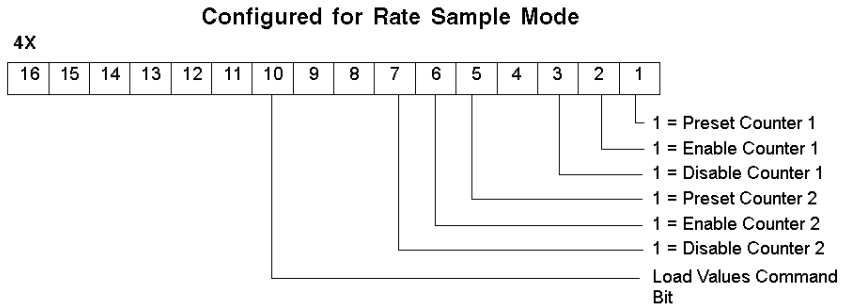 Configured for Rate Sample Mode
4X
16 15 14 13 12 11 10 9 8 7 6 5 4 3 2 1
1 = Preset Counter 1
1 = Enable Counter 1
1 = Disable Counter 1
1 = Preset Counter 2
1 = Enable Counter 2
1 = Disable Counter 2
Load Values Command
Bit